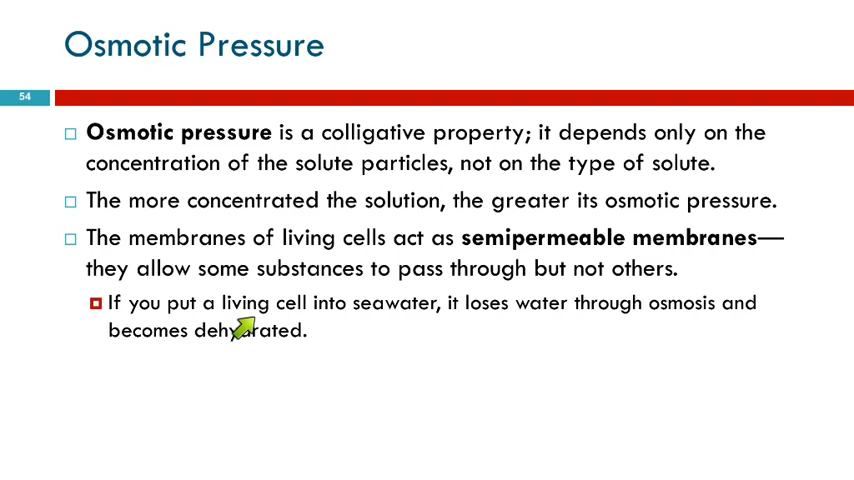 Osmotic Pressure
54
Osmotic pressure is a colligative property; it depends only on the
concentration of the solute particles, not on the type of solute.
The more concentrated the solution, the greater its osmotic pressure.
The membranes of living cells act as semipermeable membranes—
they allow some substances to pass through but not others.
If you put a living cell into seawater, it loses water through osmosis and
becomes dehydrated.